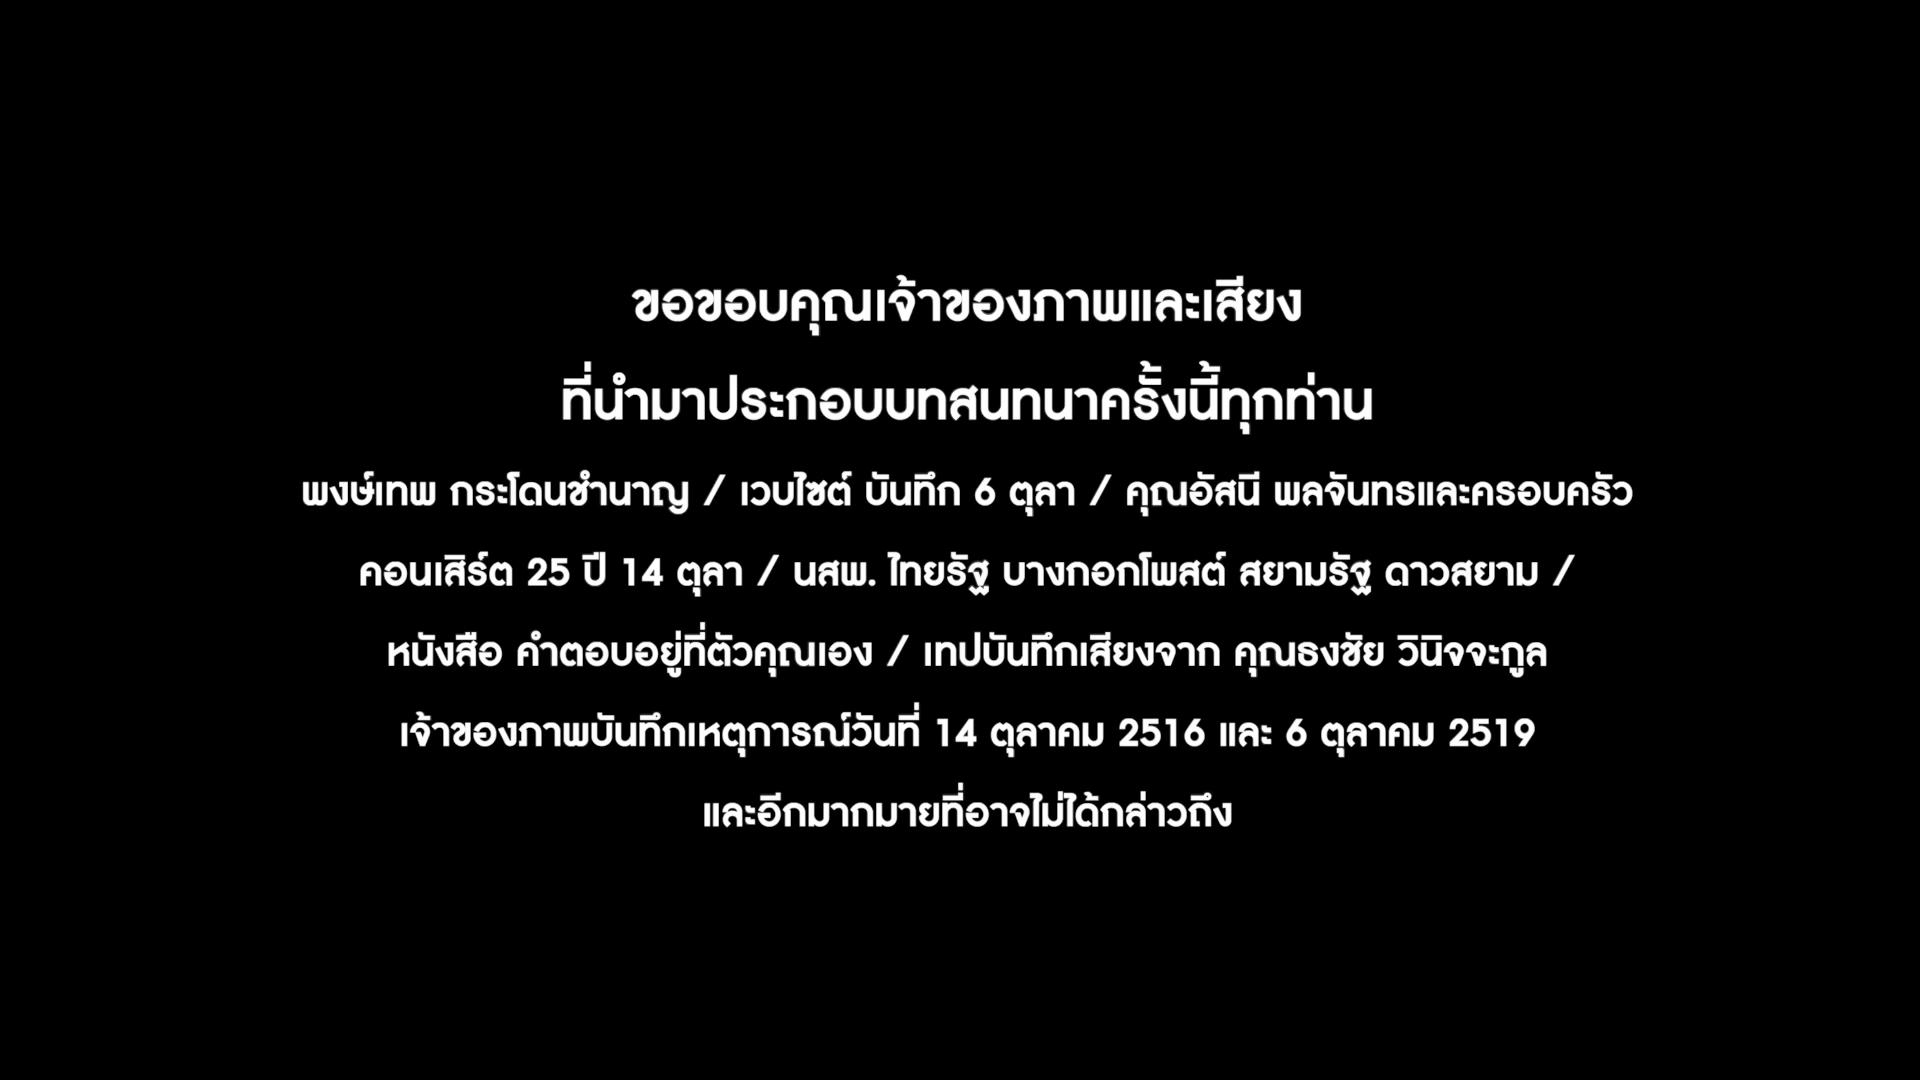 ขอขอบคุณเจ้าของภาพและเสียง
ที่นำมาประกอบบทสนทนาครั้งนี้ทุกท่าน
พงษ์เทพ กระโดนชำนาญ / เวบไซต์ บันทึก 6 ตุลา / คุณอัสนี พลจันทรและครอบครัว
คอนเสิร์ต 25 ปี 14 ตุลา / นสพ. ไทยรัฐ บางกอกโพสต์ สยามรัฐ ดาวสยาม /
หนังสือ คำตอบอยู่ที่ตัวคุณเอง / เทปบันทึกเสียงจาก คุณธงชัย วินิจจะกูล
เจ้าของภาพบันทึกเหตุการณ์วันที่ 14 ตุลาคม 2516 และ 6 ตุลาคม 2519
และอีกมากมายที่อาจไม่ได้กล่าวถึง